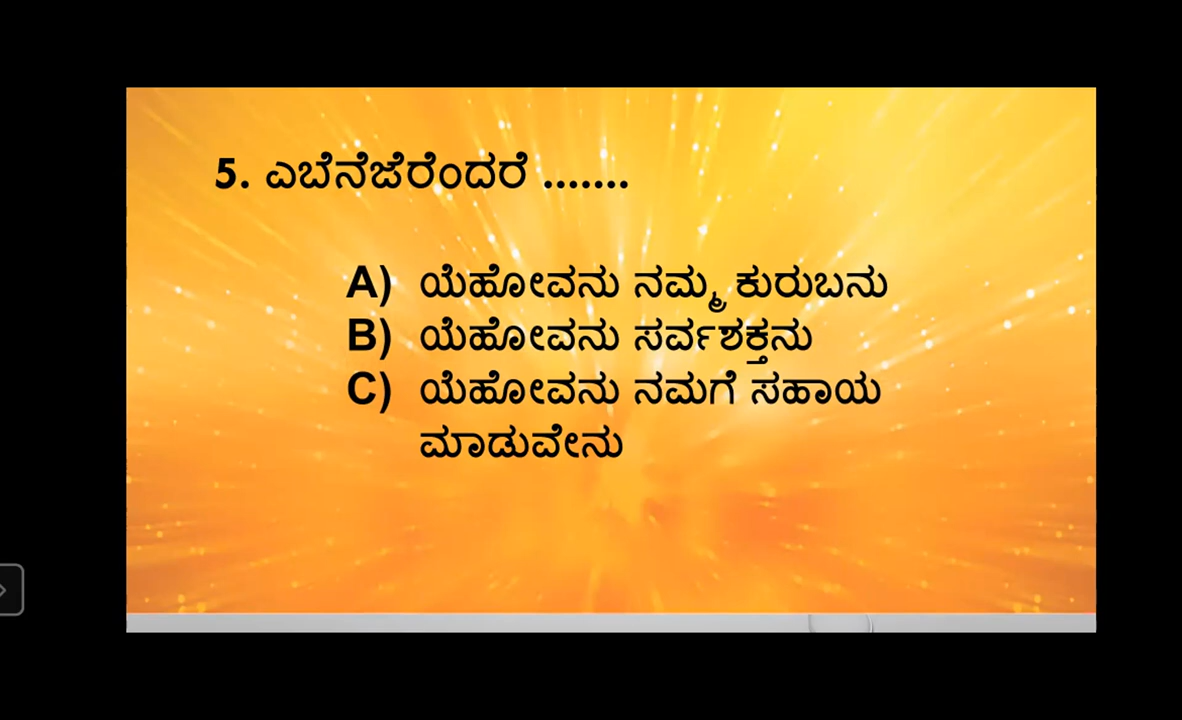 5. ಎಬೆನೆಜೆರೆಂದರೆ .......
A) ಯೆಹೋವನು ನಮ್ಮ ಕುರುಬನು
B) ಯೆಹೋವನು ಸರ್ವಶಕ್ತನು
C) ಯೆಹೋವನು ನಮಗೆ ಸಹಾಯ
ಮಾಡುವೇನು